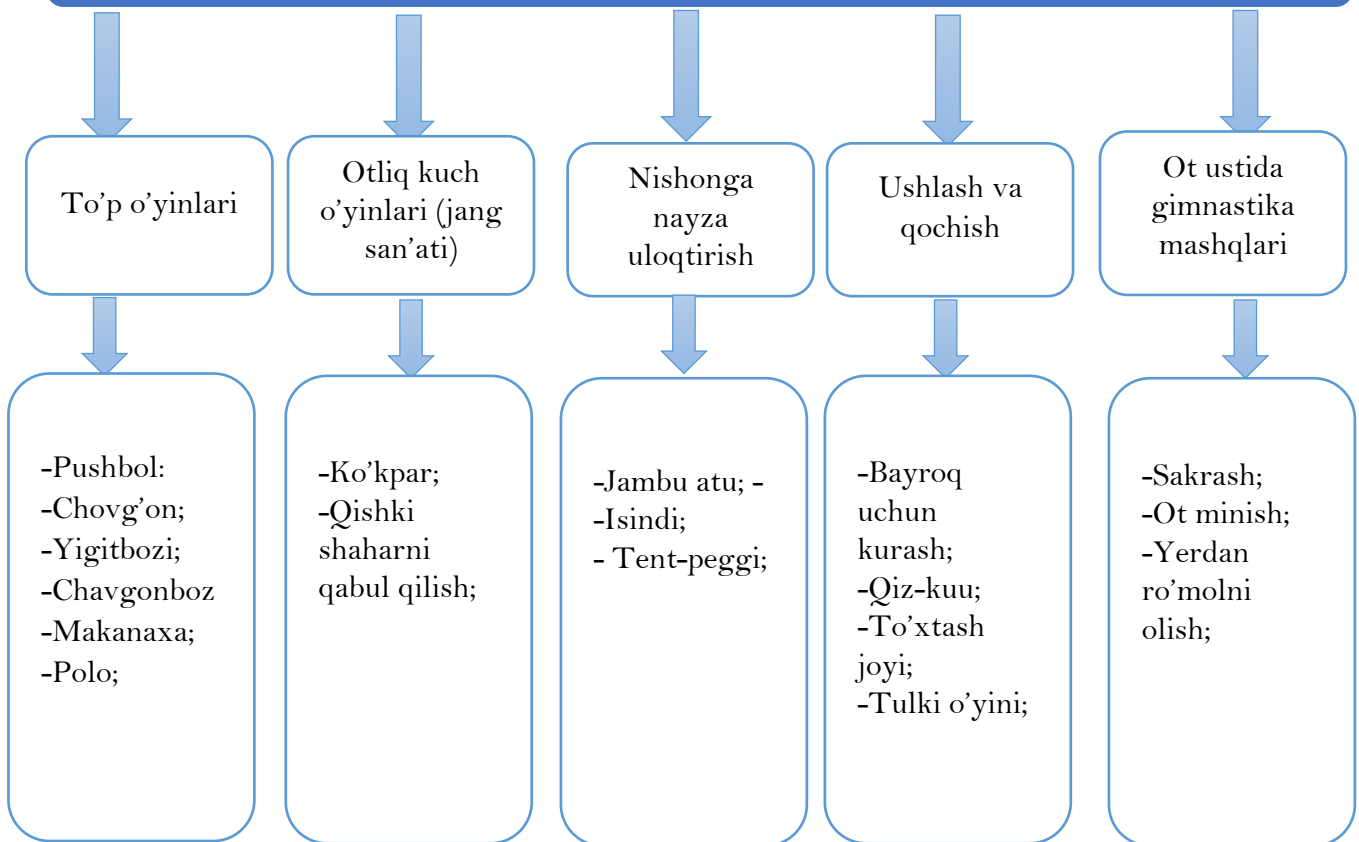 To’p o’yinlari
Otliq kuch
o’yinlari (jang
san’ati)
Nishonga
nayza
uloqtirish
Ushlash va
qochish
Ot ustida
gimnastika
mashqlari
-Pushbol:
-Chovg’on;
-Yigitbozi;
-Chavgonboz
-Makanaxa;
-Polo;
-Ko’kpar;
-Qishki
shaharni
qabul qilish;
-Jambu atu; -
-Isindi;
- Tent-peggi;
-Bayroq
uchun
kurash;
-Qiz-kuu;
-To’xtash
joyi;
-Tulki o’yini;
-Sakrash;
-Ot minish;
-Yerdan
ro’molni
olish;